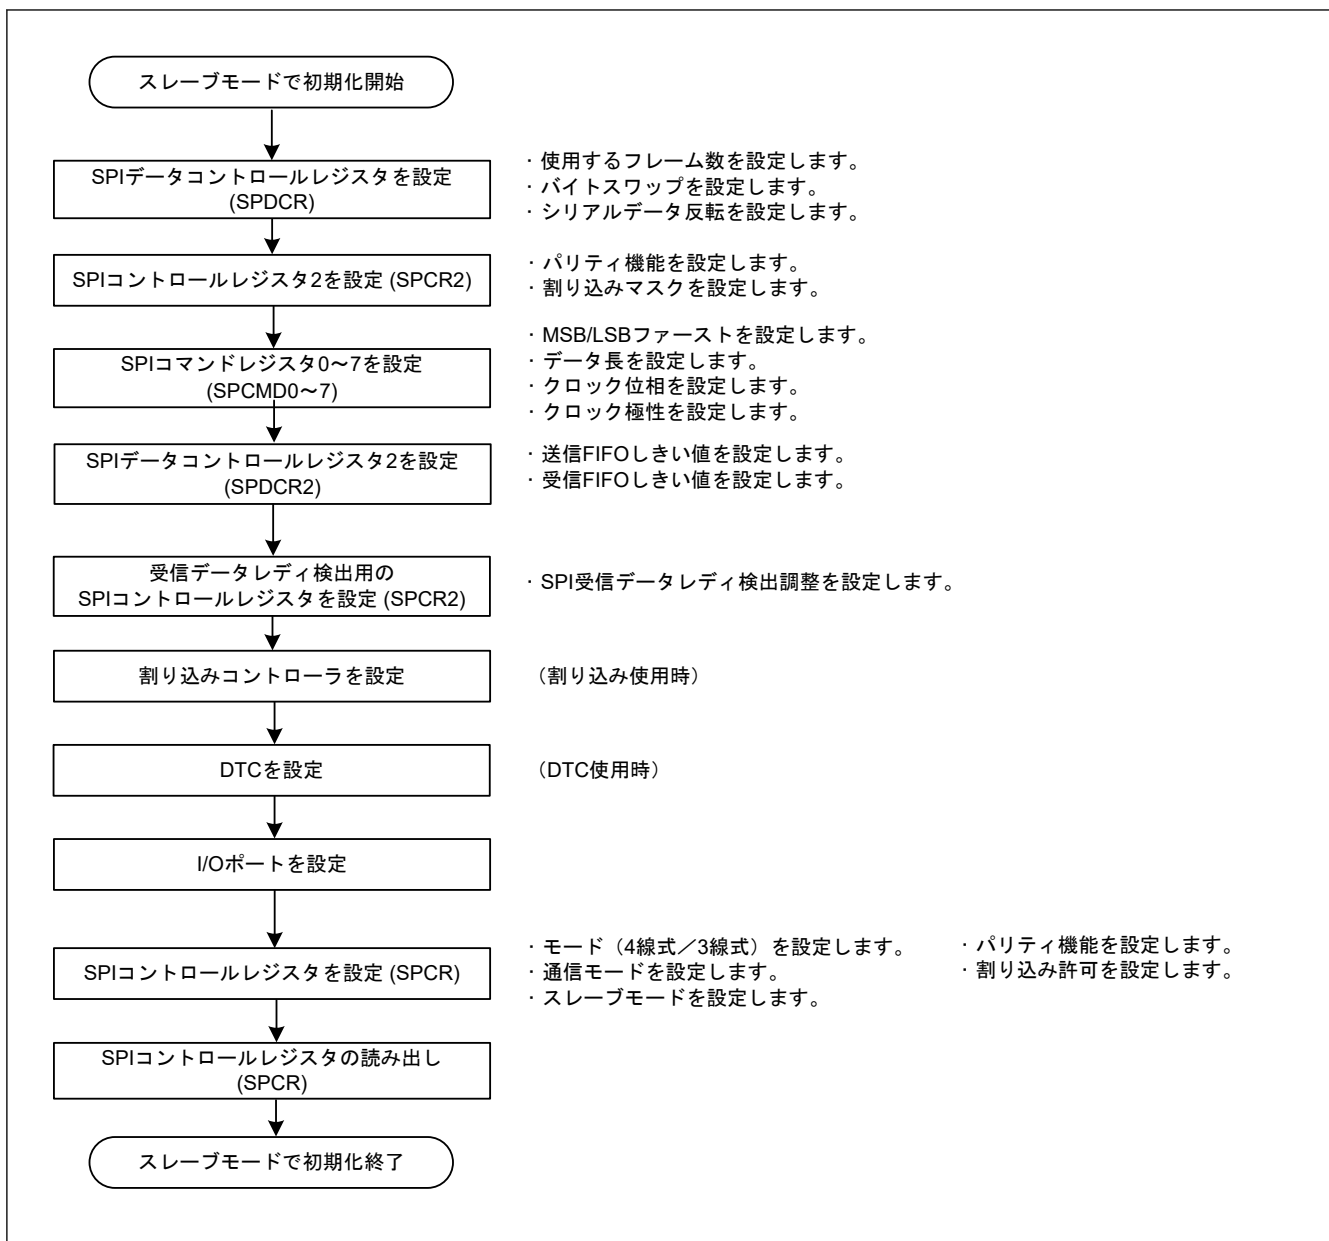 スレーブモードで初期化開始
SPIデータコントロールレジスタを設定
(SPDCR)
・使用するフレーム数を設定します。
・バイトスワップを設定します。
・シリアルデータ反転を設定します。
SPIコントロールレジスタ2を設定 (SPCR2)
・パリティ機能を設定します。
・割り込みマスクを設定します。
SPIコマンドレジスタ0～7を設定
(SPCMD0～7)
・MSB/LSBファーストを設定します。
・データ長を設定します。
・クロック位相を設定します。
・クロック極性を設定します。
SPIデータコントロールレジスタ2を設定
(SPDCR2)
・送信FIFOしきい値を設定します。
・受信FIFOしきい値を設定します。
受信データレディ検出用の
SPIコントロールレジスタを設定 (SPCR2)
・SPI受信データレディ検出調整を設定します。
割り込みコントローラを設定
（割り込み使用時）
DTCを設定
（DTC使用時）
I/Oポートを設定
SPIコントロールレジスタを設定 (SPCR)
・モード（4線式／3線式）を設定します。
・通信モードを設定します。
・スレーブモードを設定します。
・パリティ機能を設定します。
・割り込み許可を設定します。
SPIコントロールレジスタの読み出し
(SPCR)
スレーブモードで初期化終了